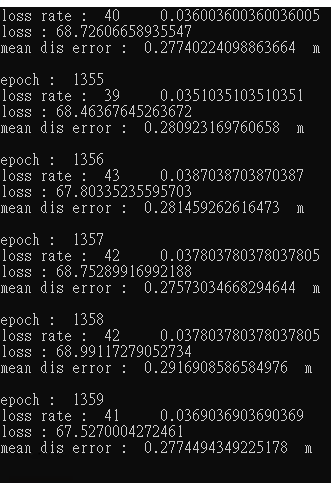 loss rate :  40     0.036003600360036005
loss : 68.72606658935547
mean dis error :  0.27740224098863664  m
epoch :  1355
loss rate :  39     0.0351035103510351
loss : 68.46367645263672
mean dis error :  0.280923169760658  m
epoch :  1356
loss rate :  43     0.0387038703870387
loss : 67.80335235595703
mean dis error :  0.281459262616473  m
epoch :  1357
loss rate :  42     0.037803780378037805
loss : 68.75289916992188
mean dis error :  0.27573034668294644  m
epoch :  1358
loss rate :  42     0.037803780378037805
loss : 68.99117279052734
mean dis error :  0.2916908586584976  m
epoch :  1359
loss rate :  41     0.0369036903690369
loss : 67.5270004272461
mean dis error :  0.2774494349225178  m